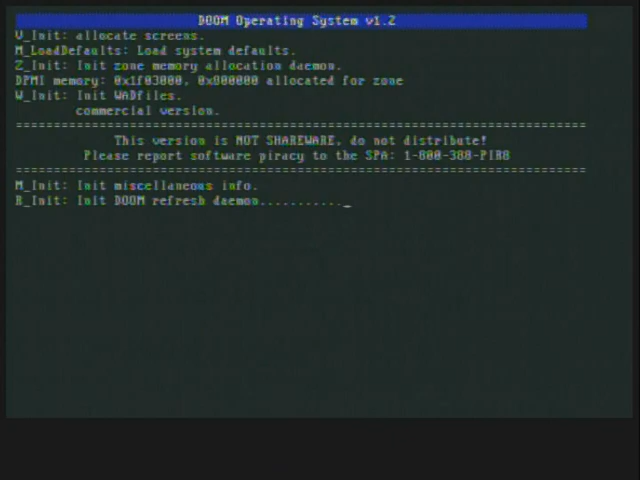 DOOM Operating System v1.2
V_Init: allocate screens.
M_LoadDefaults: Load system defaults.
Z_Init: Init zone memory allocation daemon.
DPMI memory: 0x1f03000, 0x800000 allocated for zone
W_Init: Init WADfiles.
commercial version.
===========================================================================
This version is NOT SHAREWARE, do not distribute!
Please report software piracy to the SPA: 1-800-388-PIR8
===========================================================================
M_Init: Init miscellaneous info.
R_Init: Init DOOM refresh daemon..........._